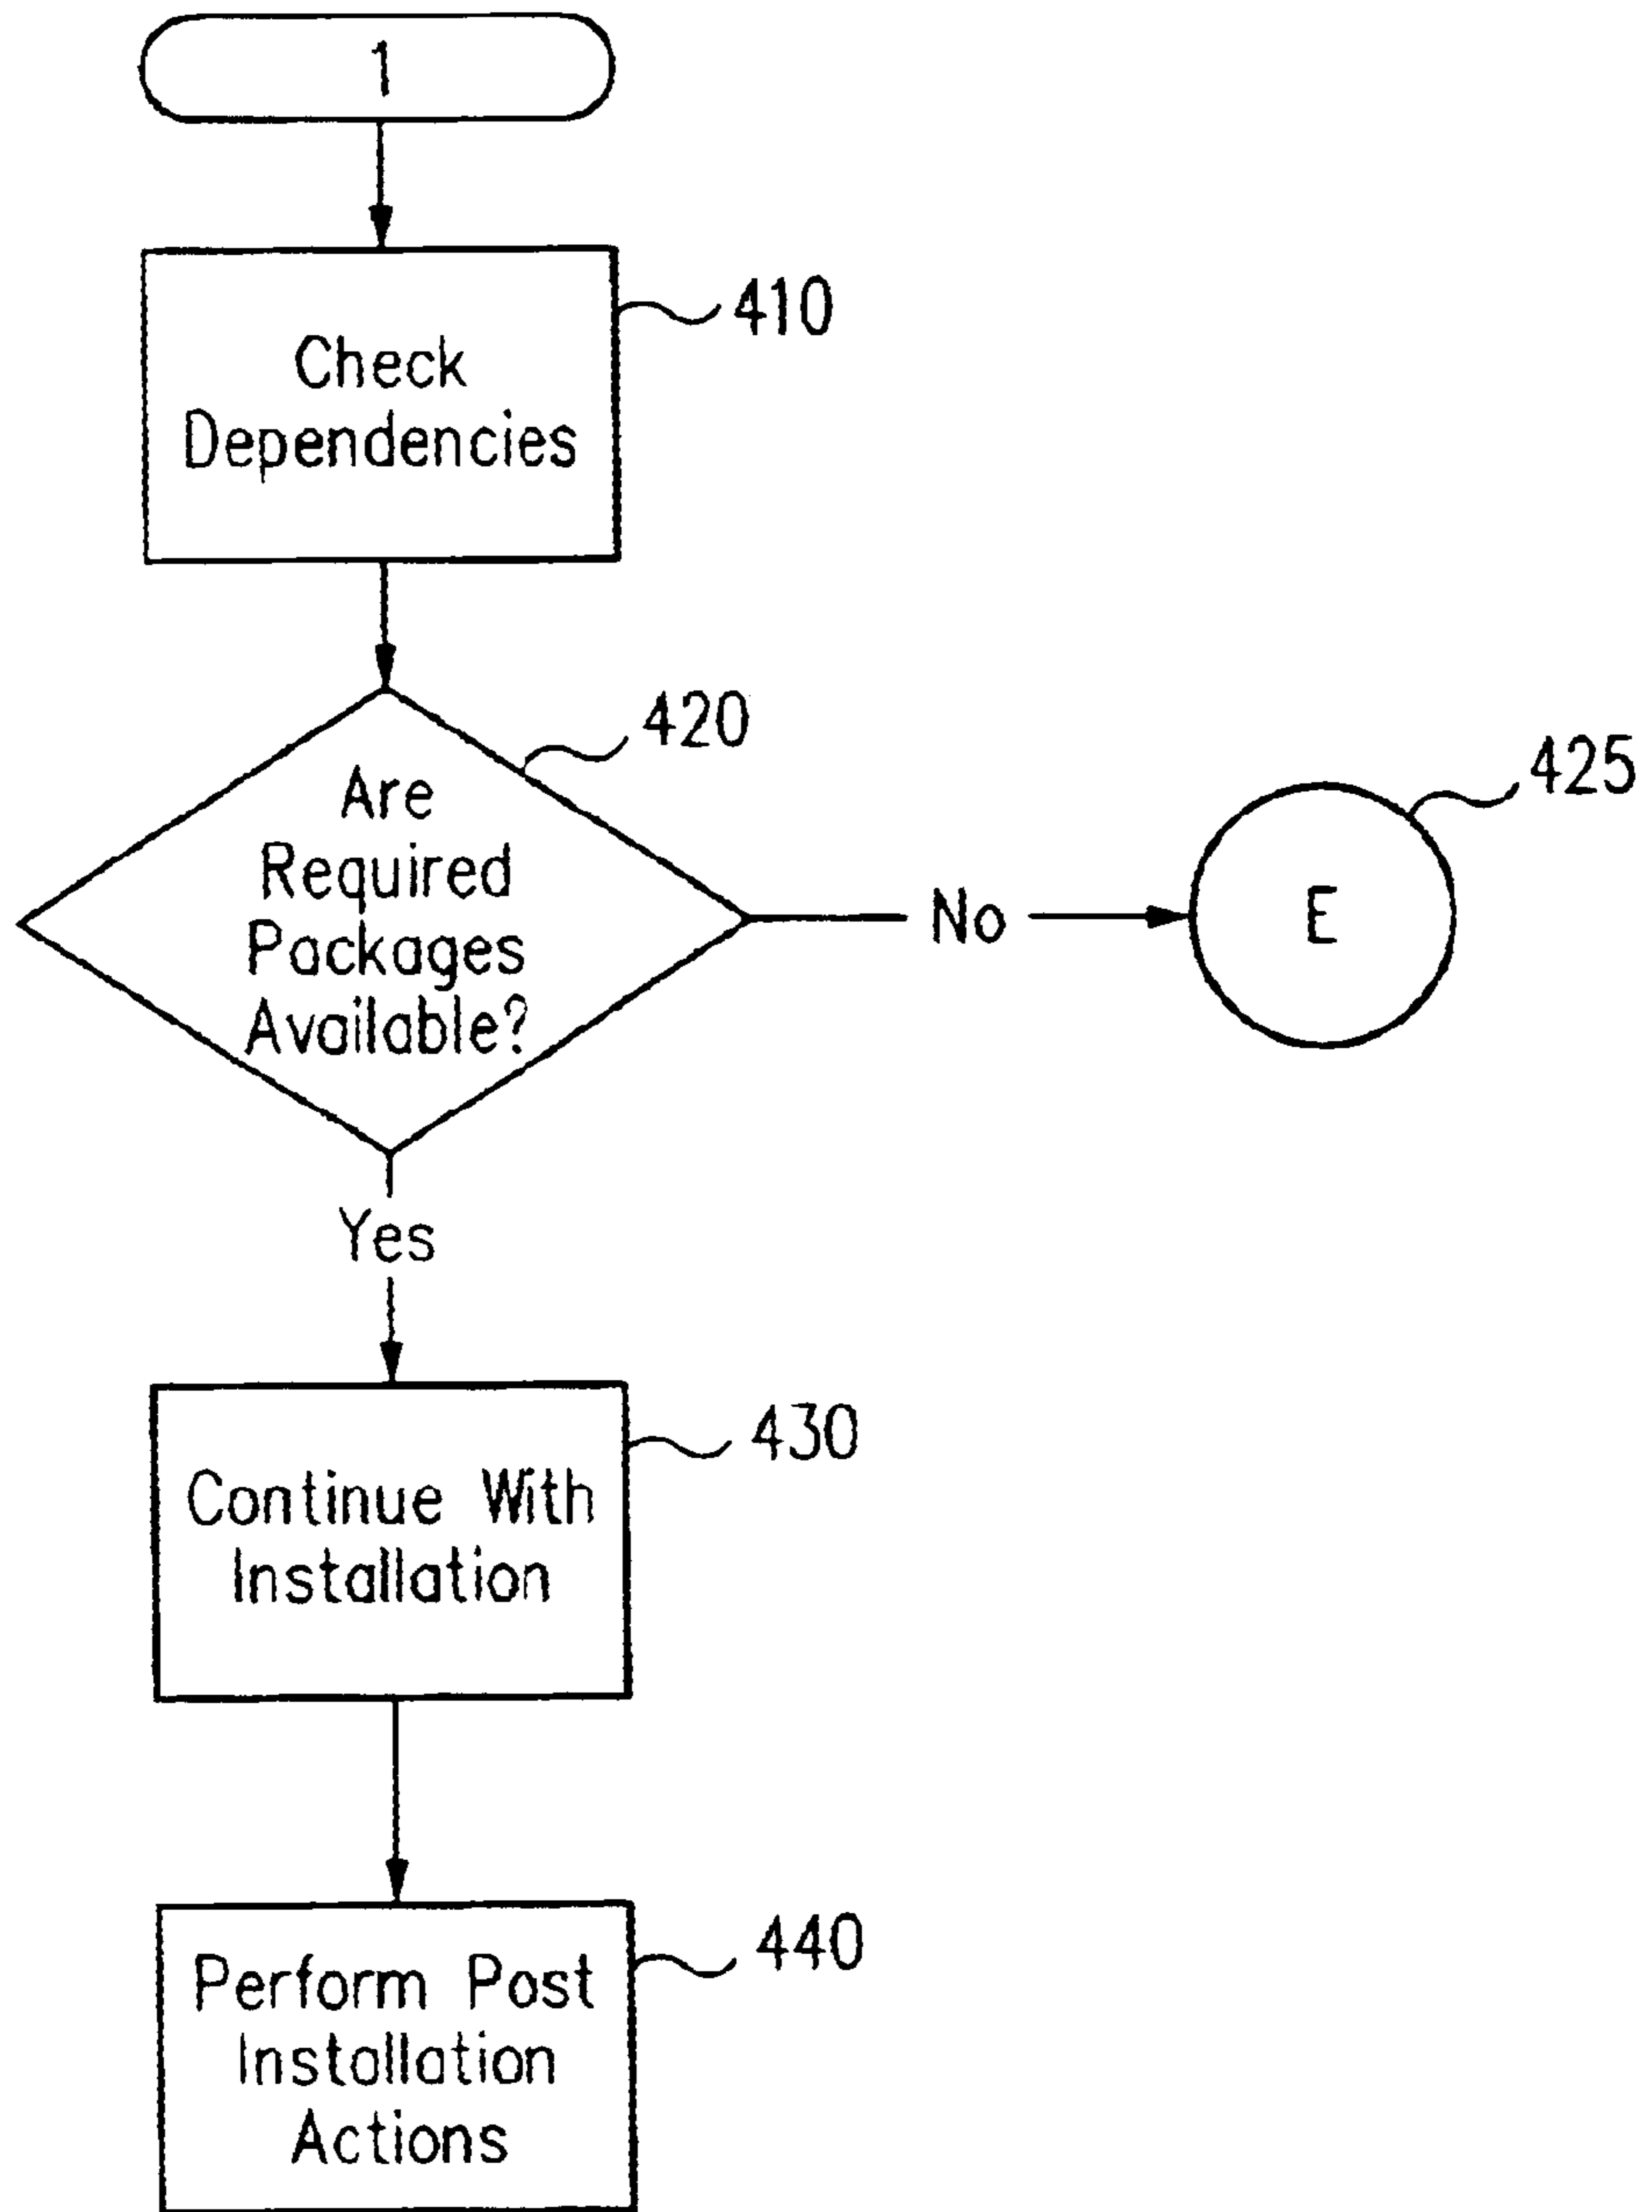 1
410
Check
Dependencies
420
Are
Required
Packages
Available?
No
425
E
Yes
430
Continue With
Installation
440
Perform Post
Installation
Actions